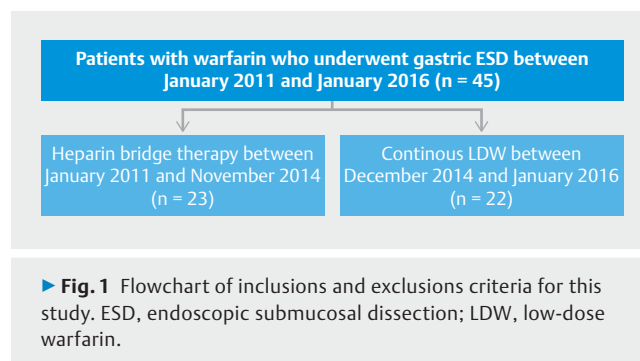 Patients with warfarin who underwent gastric ESD between
January 2011 and January 2016 (n = 45)
Heparin bridge therapy between
January 2011 and November 2014
(n = 23)
Continous LDW between
December 2014 and January 2016
(n = 22)
▶ Fig. 1 Flowchart of inclusions and exclusions criteria for this
study. ESD, endoscopic submucosal dissection; LDW, low-dose
warfarin.